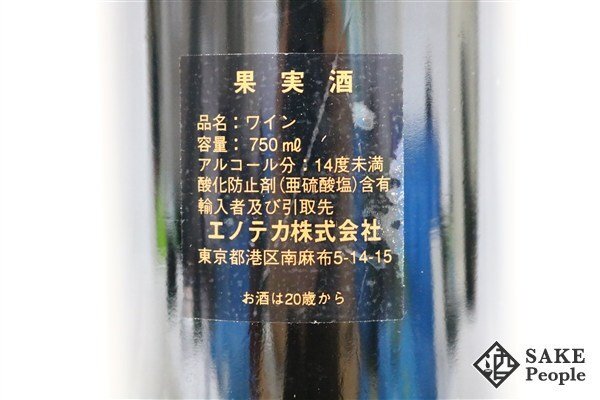 果実酒
品名：ワイン
容量：750㎖
アルコール分：14度未満
酸化防止剤(亜硫酸塩)含有
輸入者及び引取先
エノテカ株式会社
東京都港区南麻布5-14-15
お酒は20歳から
酒
SAKE
People